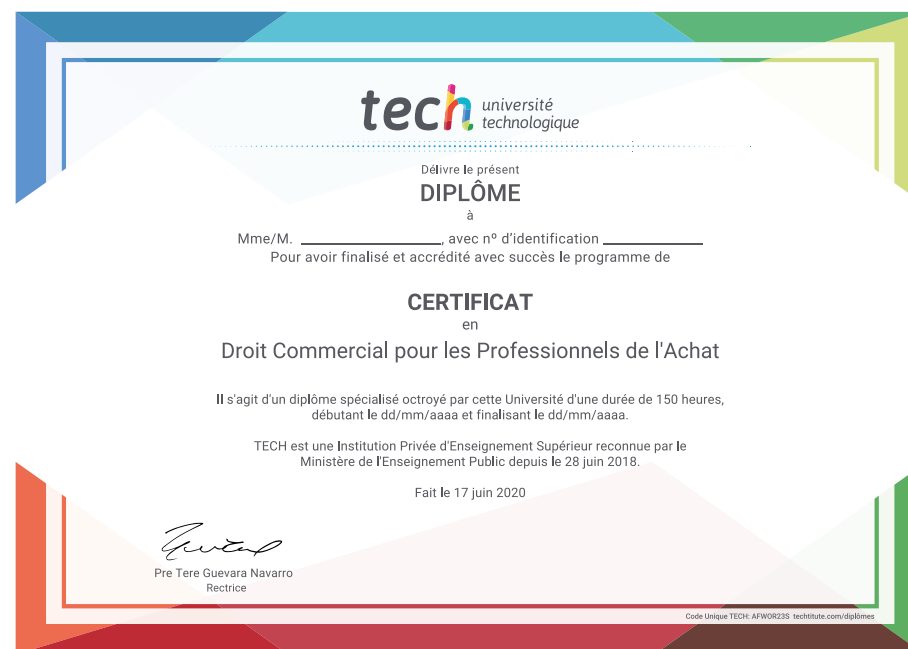 tech université
technologique
Délivre le présent
DIPLÔME
à
Mme/M. ____________________, avec nº d'identification ______________
Pour avoir finalisé et accrédité avec succès le programme de
CERTIFICAT
en
Droit Commercial pour les Professionnels de l'Achat
Il s'agit d'un diplôme spécialisé octroyé par cette Université d'une durée de 150 heures,
débutant le dd/mm/aaaa et finalisant le dd/mm/aaaa.
TECH est une Institution Privée d'Enseignement Supérieur reconnue par le
Ministère de l'Enseignement Public depuis le 28 juin 2018.
Fait le 17 juin 2020
Pre Tere Guevara Navarro
Rectrice
Code Unique TECH: AFWOR23S techtitute.com/diplômes